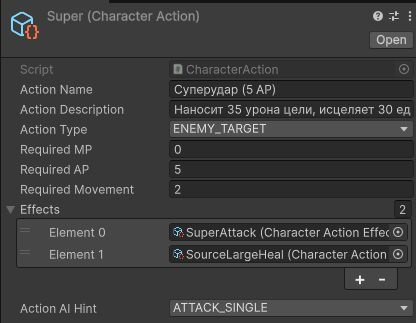 Super (Character Action)
Open
Script CharacterAction
Action Name Суперудар (5 AP)
Action Description Наносит 35 урона цели, исцеляет 30 ед
Action Type ENEMY_TARGET
Required MP 0
Required AP 5
Required Movement 2
Effects 2
Element 0 SuperAttack (Character Action Effec
Element 1 SourceLargeHeal (Character Action
+ -
Action AI Hint ATTACK_SINGLE